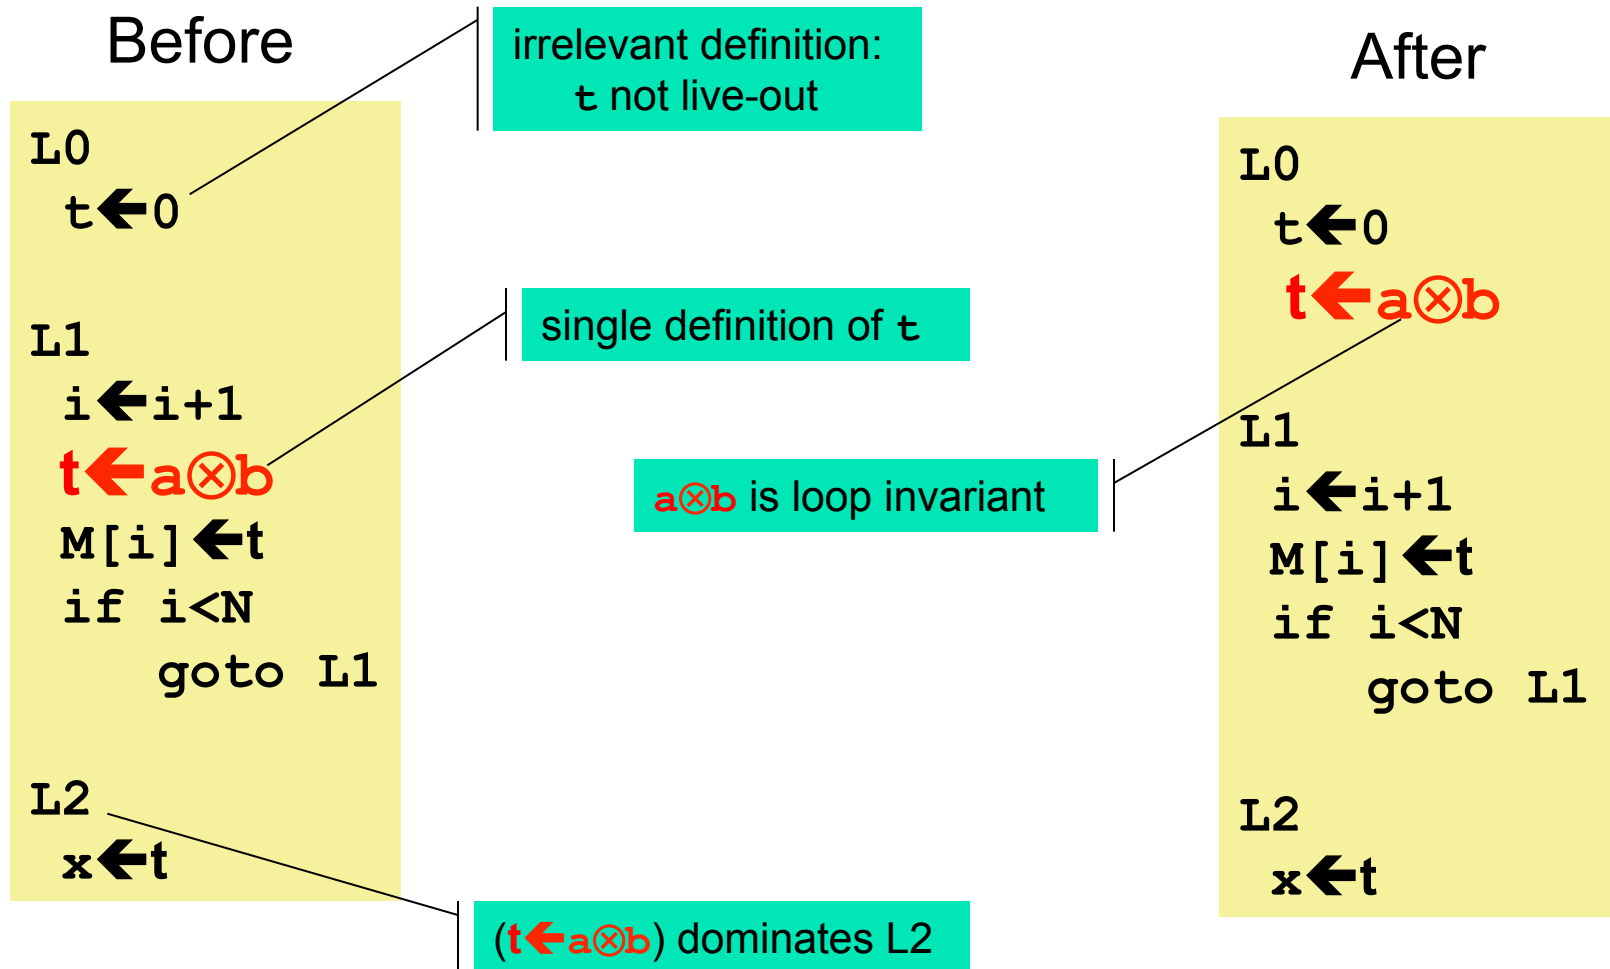 Before
L0
t🡸0
L1
i🡸i+1
t🡸a⊗b
M[i]🡸t
if i<N
goto L1
L2
x🡸t
irrelevant definition:
t not live-out
single definition of t
a⊗b is loop invariant
(t🡸a⊗b) dominates L2
After
L0
t🡸0
t🡸a⊗b
L1
i🡸i+1
M[i]🡸t
if i<N
goto L1
L2
x🡸t